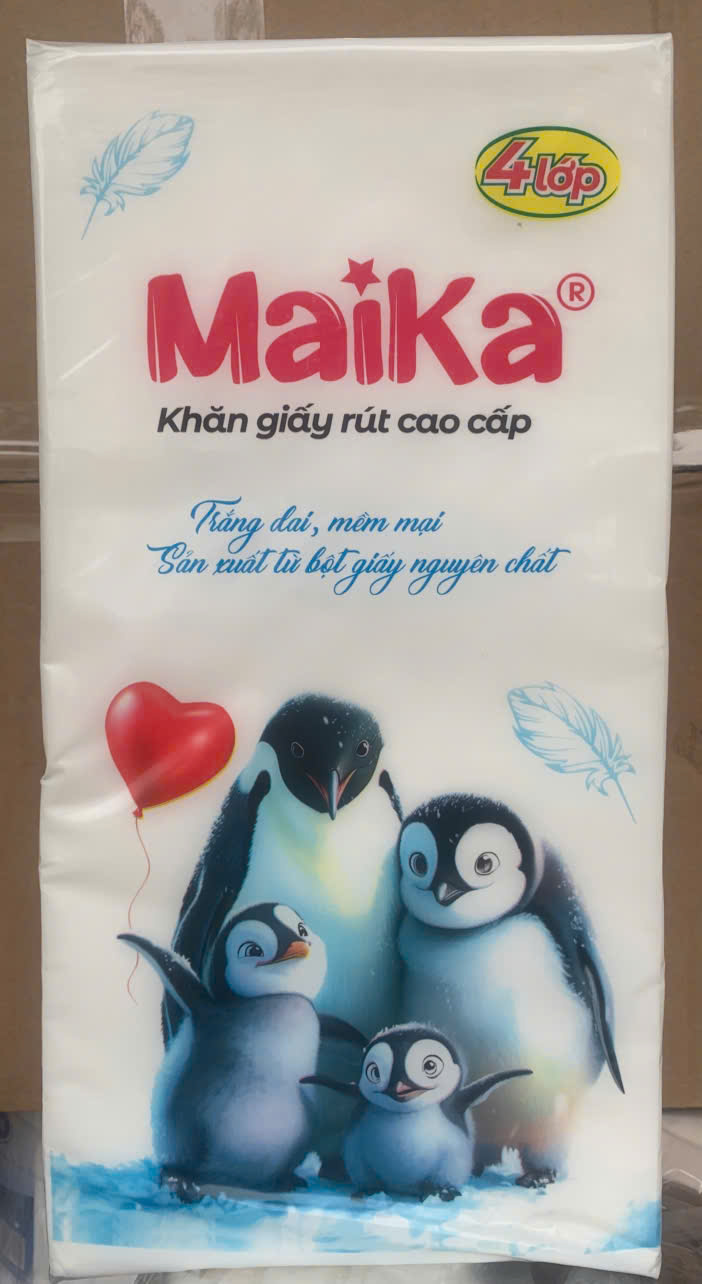 4 lớp
MaiKa®
Khăn giấy rút cao cấp
Trắng dai, mềm mại
Sản xuất từ bột giấy nguyên chất